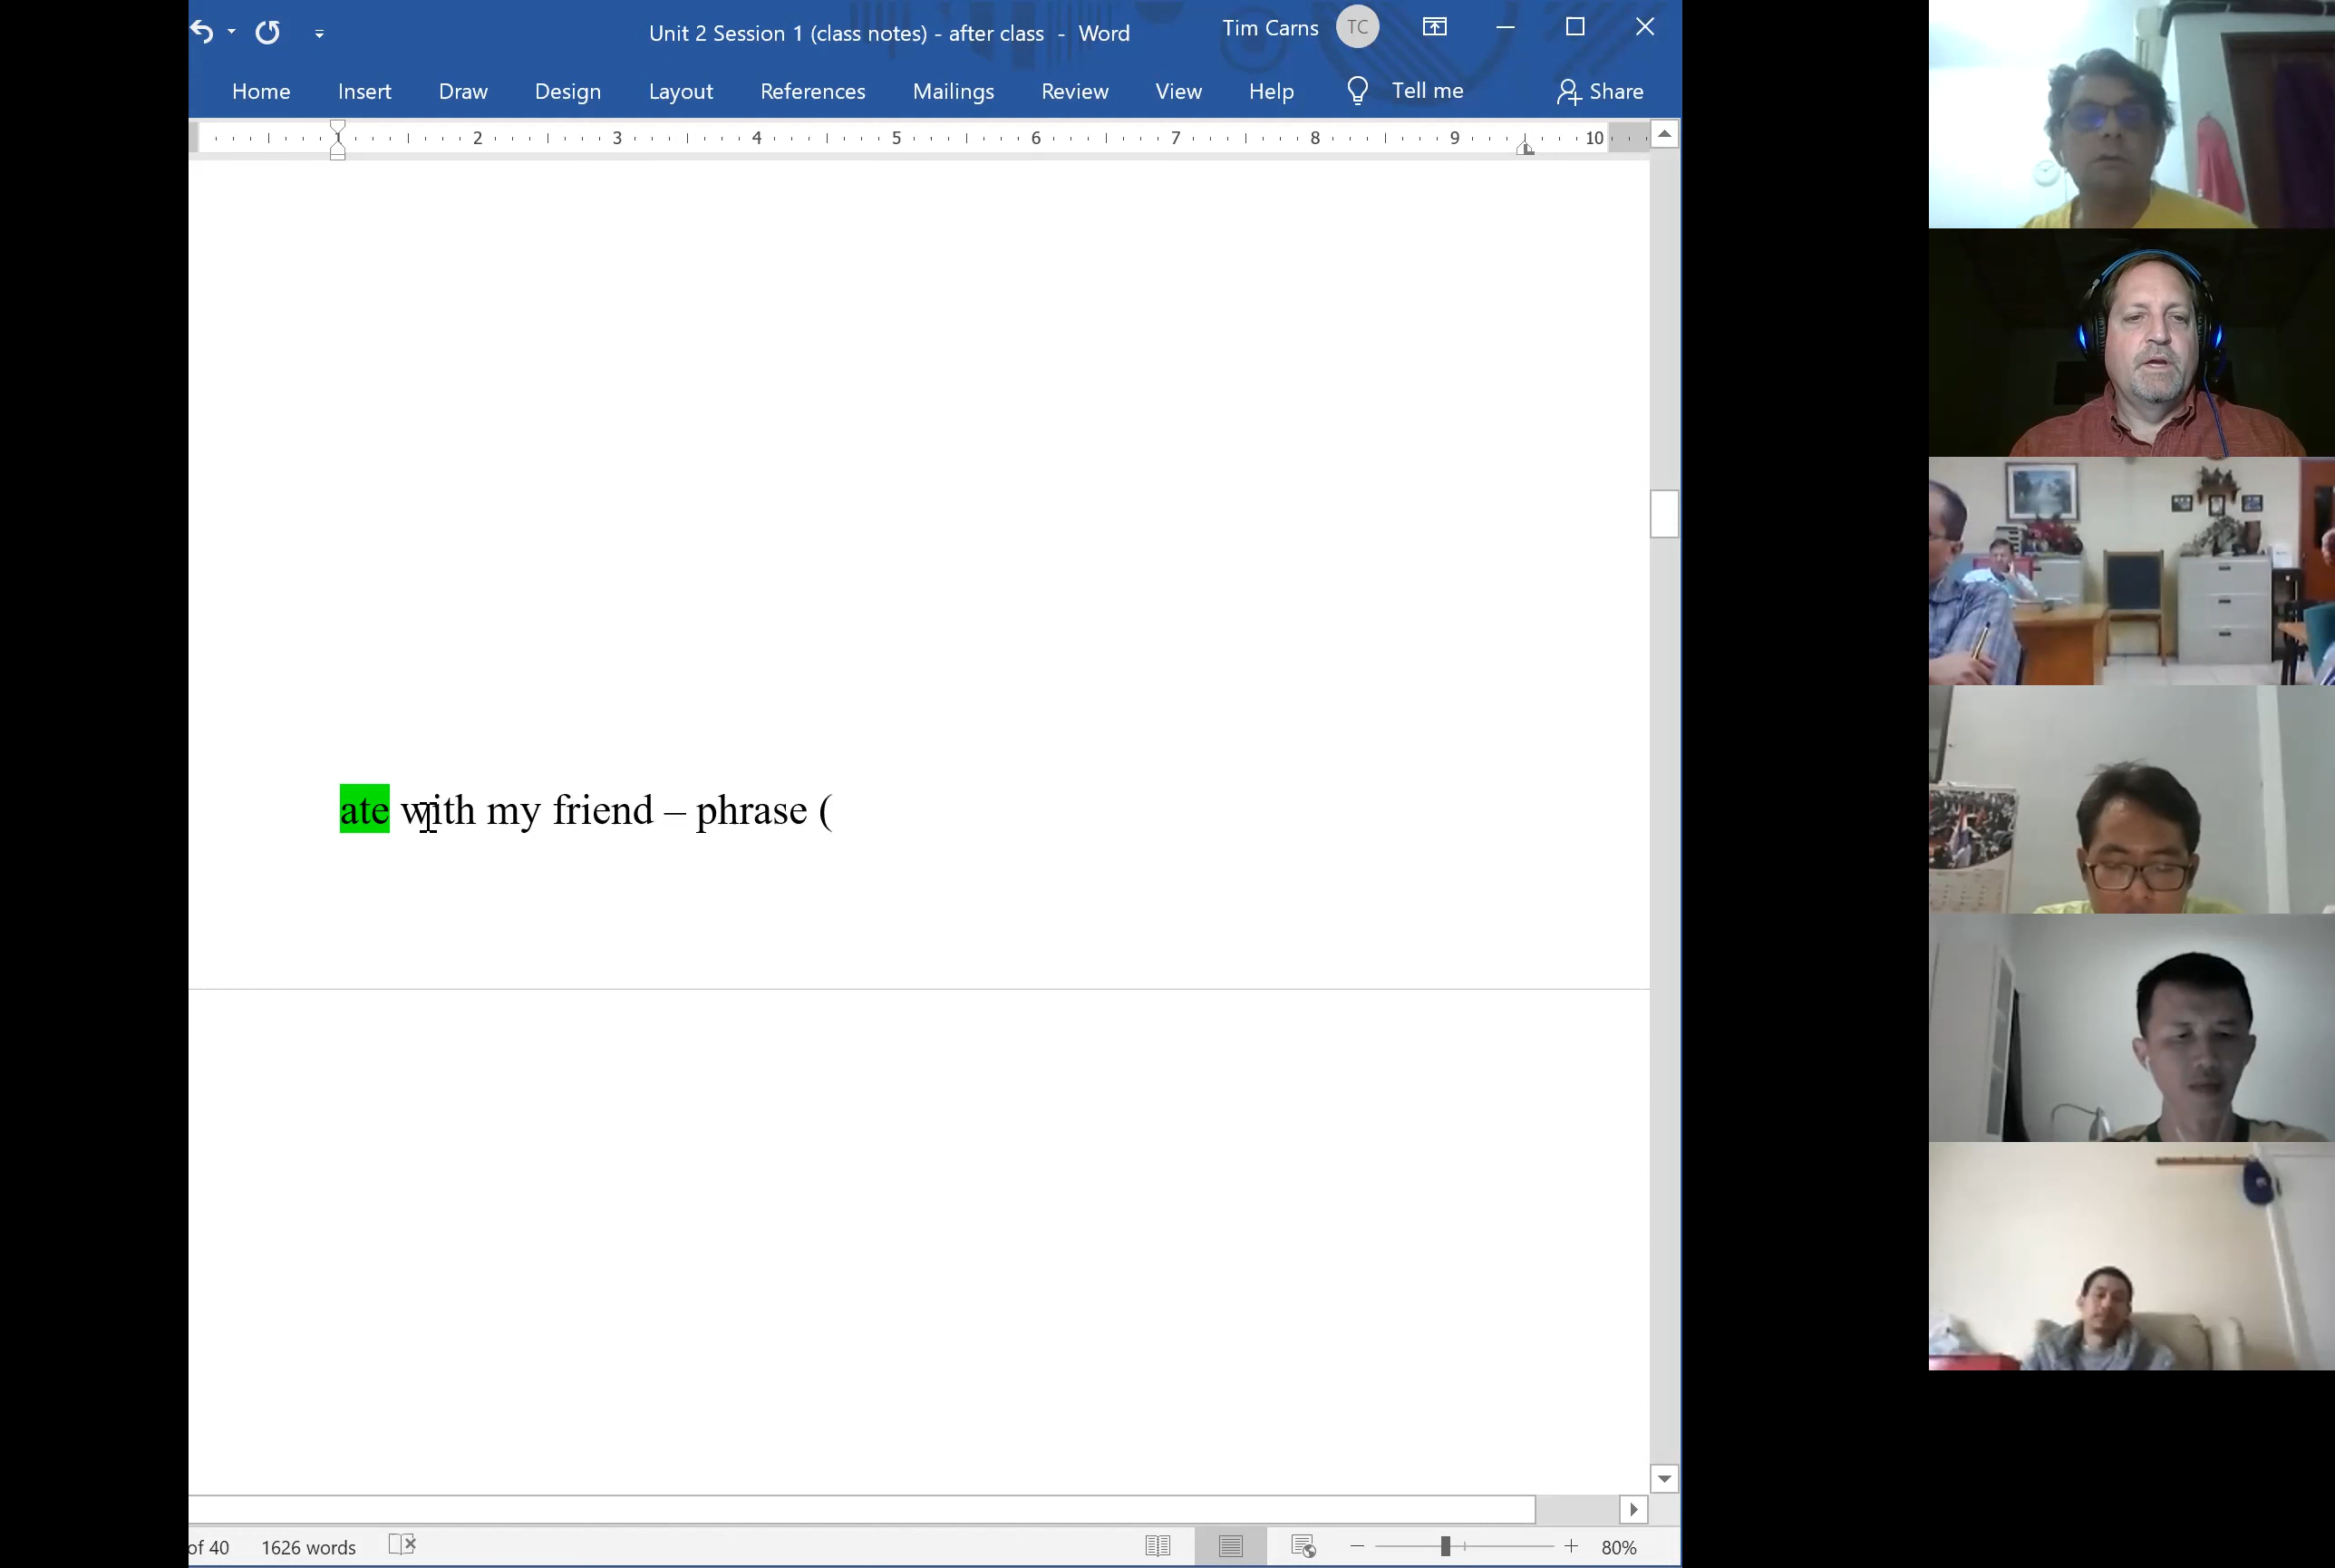 Unit 2 Session 1 (class notes) - after class - Word
Tim Carns TC
Home Insert Draw Design Layout References Mailings Review View Help Tell me Share
1 2 3 4 5 6 7 8 9 10
ate with my friend – phrase (
of 40 1626 words
80%